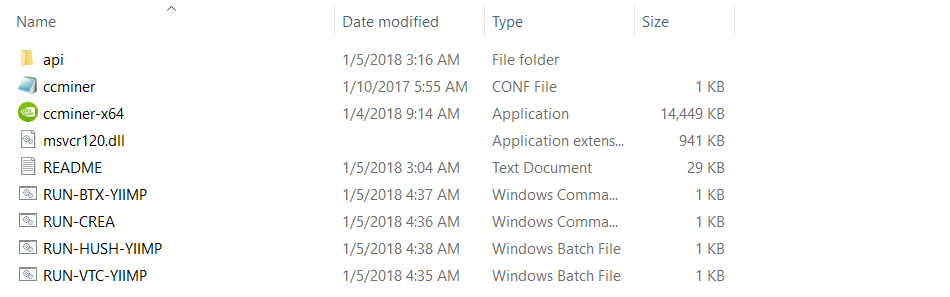 Name Date modified Type Size
api 1/5/2018 3:16 AM File folder
ccminer 1/10/2017 5:55 AM CONF File 1 KB
ccminer-x64 1/4/2018 9:14 AM Application 14,449 KB
msvcr120.dll Application extens... 941 KB
README 1/5/2018 3:04 AM Text Document 29 KB
RUN-BTX-YIIMP 1/5/2018 4:37 AM Windows Comma... 1 KB
RUN-CREA 1/5/2018 4:36 AM Windows Comma... 1 KB
RUN-HUSH-YIIMP 1/5/2018 4:38 AM Windows Batch File 1 KB
RUN-VTC-YIIMP 1/5/2018 4:35 AM Windows Batch File 1 KB